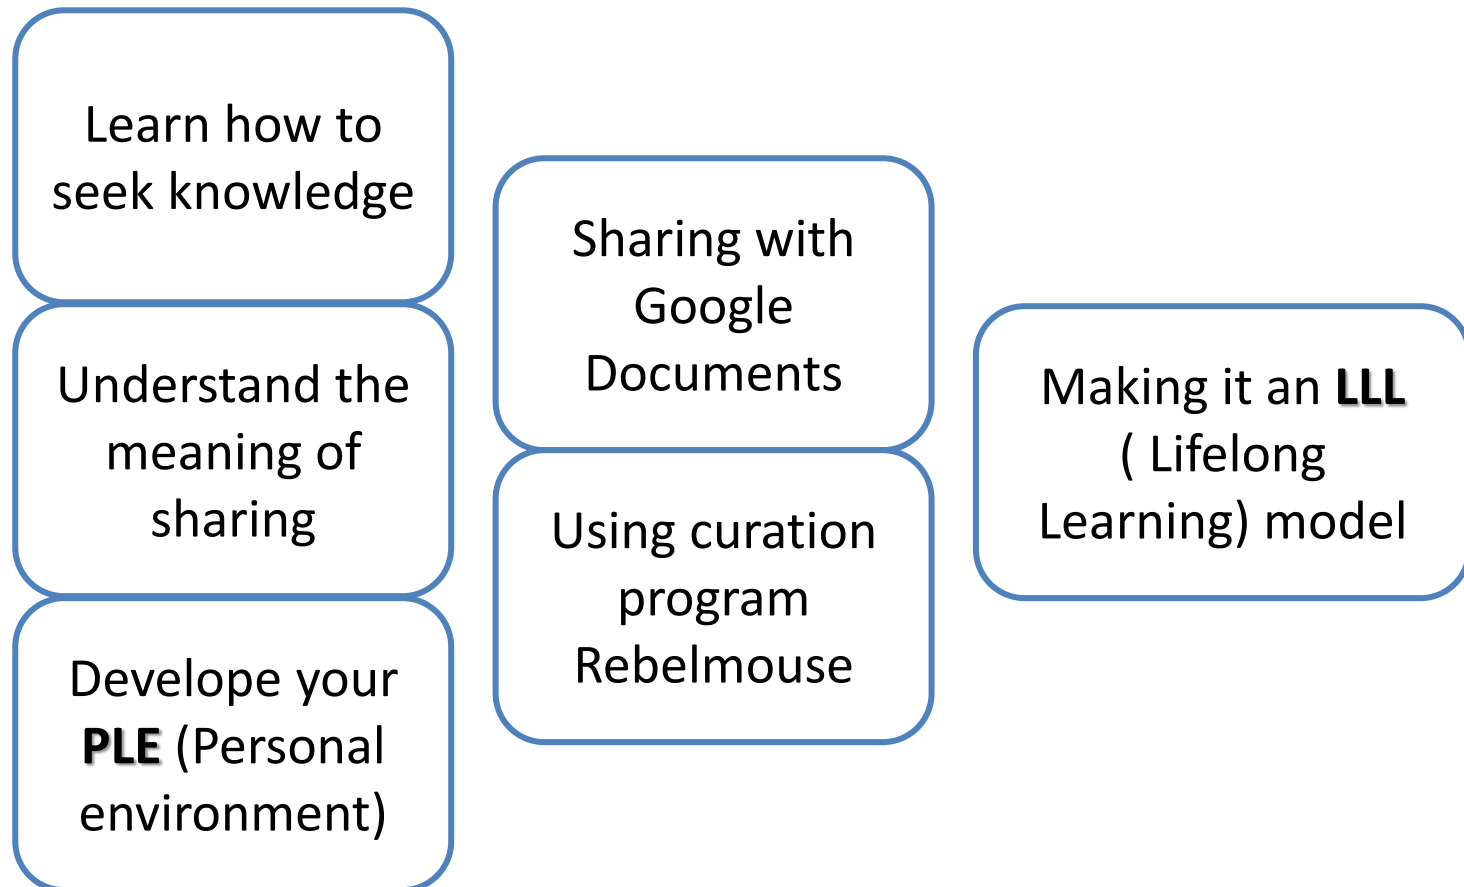 Learn how to
seek knowledge
Understand the
meaning of
sharing
Develope your
PLE (Personal
environment)
Sharing with
Google
Documents
Using curation
program
Rebelmouse
Making it an LLL
( Lifelong
Learning) model